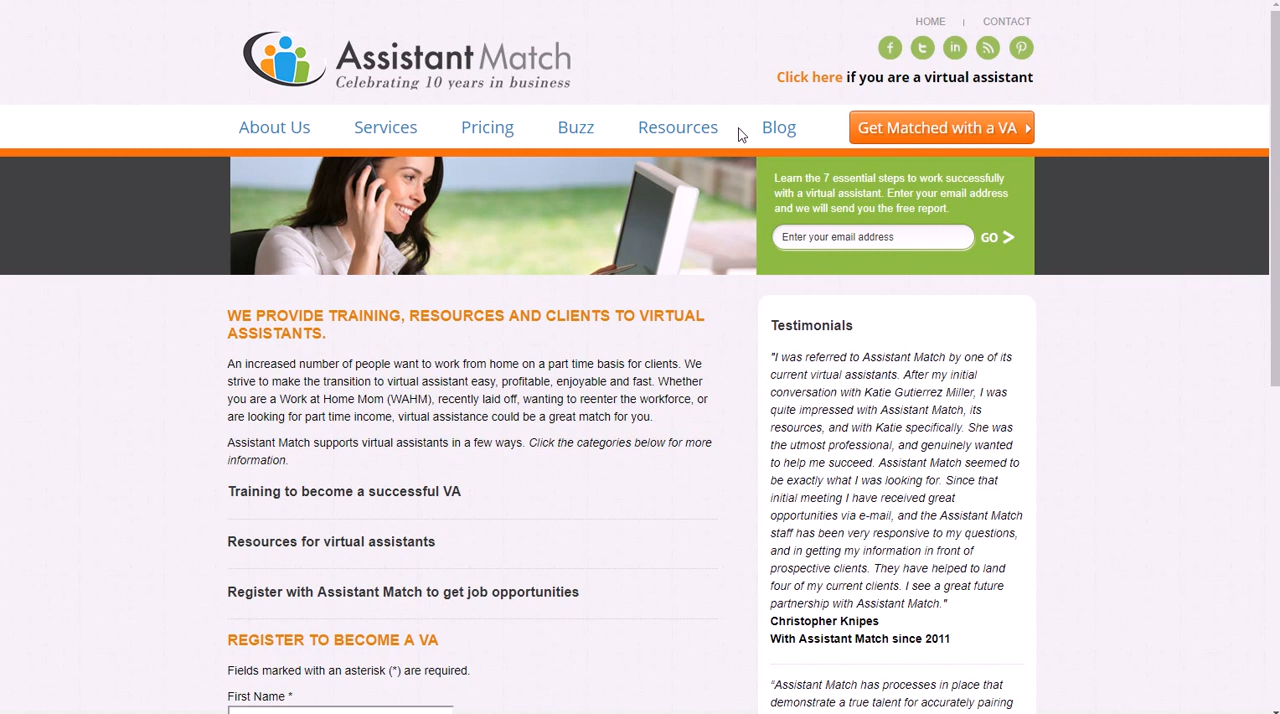 HOME | CONTACT
Assistant Match
Celebrating 10 years in business
Click here if you are a virtual assistant
About Us Services Pricing Buzz Resources Blog Get Matched with a VA
Learn the 7 essential steps to work successfully
with a virtual assistant. Enter your email address
and we will send you the free report.
Enter your email address GO
WE PROVIDE TRAINING, RESOURCES AND CLIENTS TO VIRTUAL
ASSISTANTS.
An increased number of people want to work from home on a part time basis for clients. We
strive to make the transition to virtual assistant easy, profitable, enjoyable and fast. Whether
you are a Work at Home Mom (WAHM), recently laid off, wanting to reenter the workforce, or
are looking for part time income, virtual assistance could be a great match for you.
Assistant Match supports virtual assistants in a few ways. Click the categories below for more
information.
Training to become a successful VA
Resources for virtual assistants
Register with Assistant Match to get job opportunities
REGISTER TO BECOME A VA
Fields marked with an asterisk (*) are required.
First Name *
Testimonials
"I was referred to Assistant Match by one of its
current virtual assistants. After my initial
conversation with Katie Gutierrez Miller, I was
quite impressed with Assistant Match, its
resources, and with Katie specifically. She was
the utmost professional, and genuinely wanted
to help me succeed. Assistant Match seemed to
be exactly what I was looking for. Since that
initial meeting I have received great
opportunities via e-mail, and the Assistant Match
staff has been very responsive to my questions,
and in getting my information in front of
prospective clients. They have helped to land
four of my current clients. I see a great future
partnership with Assistant Match."
Christopher Knipes
With Assistant Match since 2011
“Assistant Match has processes in place that
demonstrate a true talent for accurately pairing